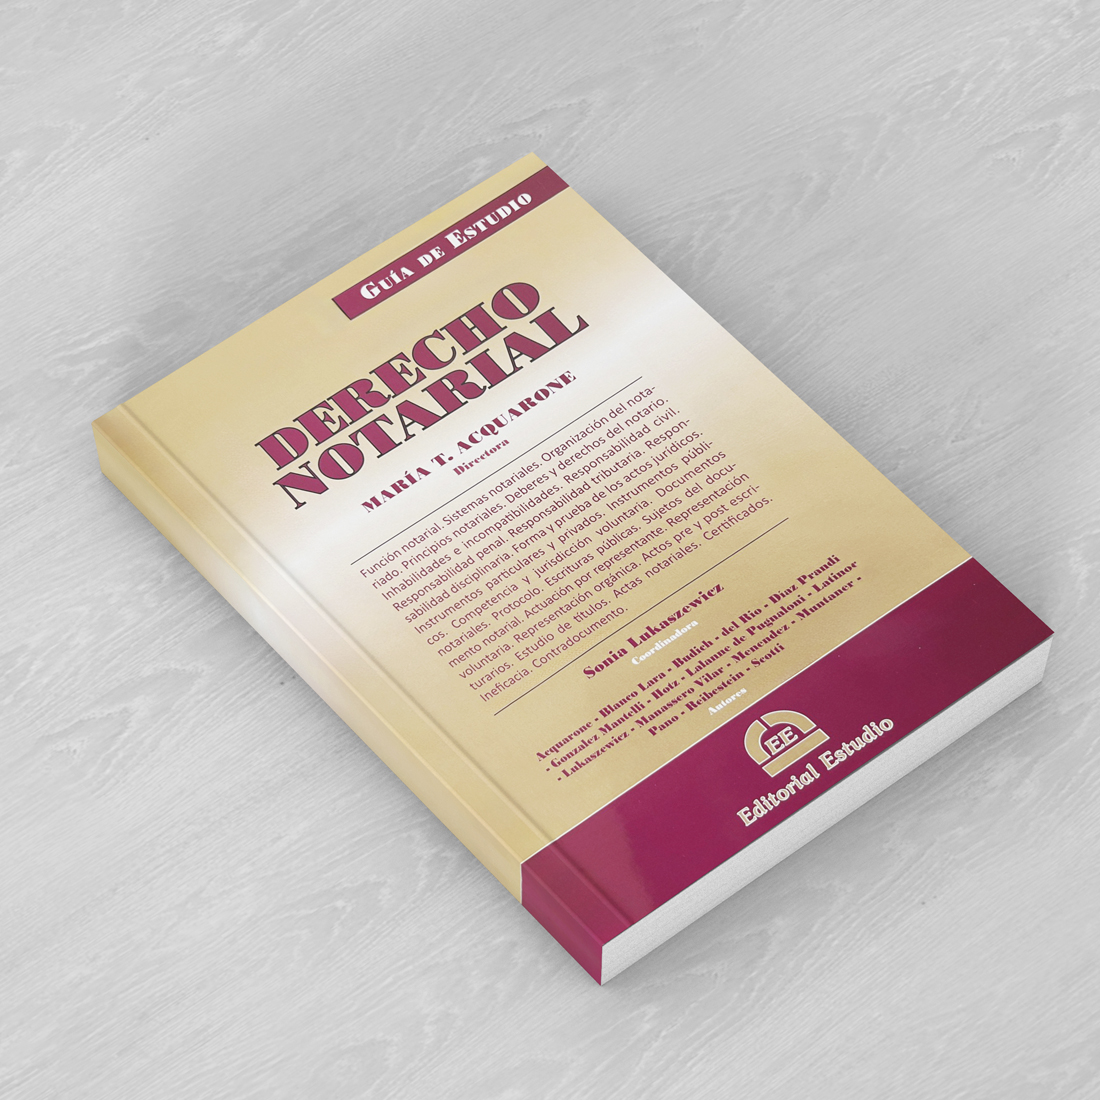 GUÍA DE ESTUDIO
DERECHO
NOTARIAL
MARÍA T. ACQUARONE
Directora
Función notarial. Sistemas notariales. Organización del nota-
riado. Principios notariales. Deberes y derechos del notario.
Inhabilidades e incompatibilidades. Responsabilidad civil.
Responsabilidad penal. Responsabilidad tributaria. Respon-
sabilidad disciplinaria. Forma y prueba de los actos jurídicos.
Instrumentos particulares y privados. Instrumentos públi-
cos. Competencia y jurisdicción voluntaria. Documentos
notariales. Protocolo. Escrituras públicas. Sujetos del docu-
mento notarial. Actuación por representante. Representación
voluntaria. Representación orgánica. Actos pre y post escri-
turarios. Estudio de títulos. Actas notariales. Certificados.
Ineficacia. Contradocumento.
Sonia Lukaszewicz
Coordinadora
Acquarone - Blanco Lara - Budich - del Río - Díaz Prandi
- Gonzalez Mantelli - Hotz - Lalanne de Pugnaloni - Latinoc
- Lukaszewicz - Manassero Vilar - Menendez - Muntaner -
Pano - Reibestein - Scotti
Autores
EE
Editorial Estudio